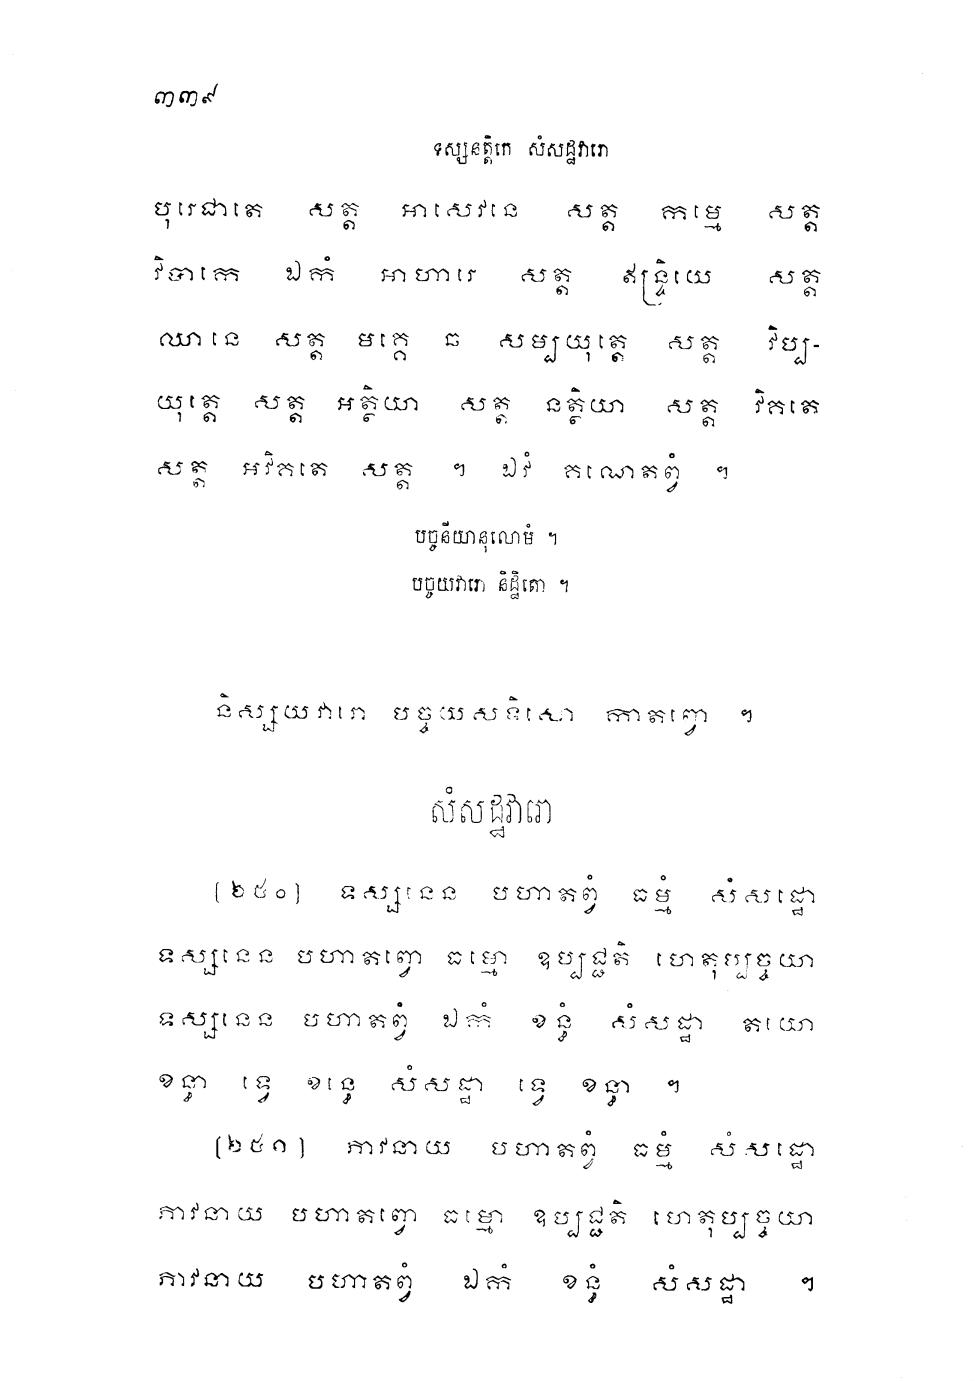 ៣៣៩
ទស្សនត្តិកេ សំសដ្ឋវារោ
បុរេជាតេ សត្ត អាសេវនេ សត្ត កម្មេ សត្ត
វិបាកេ ឯកំ អាហារេ សត្ត ឥន្ទ្រិយេ សត្ត
ឈានេ សត្ត មគ្គេ ឆ សម្បយុត្តេ សត្ត វិប្ប-
យុត្តេ សត្ត អត្ថិយា សត្ត នត្ថិយា សត្ត វិគតេ
សត្ត អវិគតេ សត្ត ។ ឯវំ គណេតព្វំ ។
បច្ចនីយានុលោមំ ។
បច្ចយវារោ និដ្ឋិតោ ។
និស្សយវារោ បច្ចយសទិសោ កាតព្វោ ។
សំសដ្ឋវារោ
[២៥០] ទស្សនេន បហាតព្វំ ធម្មំ សំសដ្ឋោ
ទស្សនេន បហាតព្វោ ធម្មោ ឧប្បជ្ជតិ ហេតុប្បច្ចយា
ទស្សនេន បហាតព្វំ ឯកំ ខន្ធំ សំសដ្ឋា តយោ
ខន្ធា ទ្វេ ខន្ធេ សំសដ្ឋា ទ្វេ ខន្ធា ។
[២៥១] ភាវនាយ បហាតព្វំ ធម្មំ សំសដ្ឋោ
ភាវនាយ បហាតព្វោ ធម្មោ ឧប្បជ្ជតិ ហេតុប្បច្ចយា
ភាវនាយ បហាតព្វំ ឯកំ ខន្ធំ សំសដ្ឋា ។